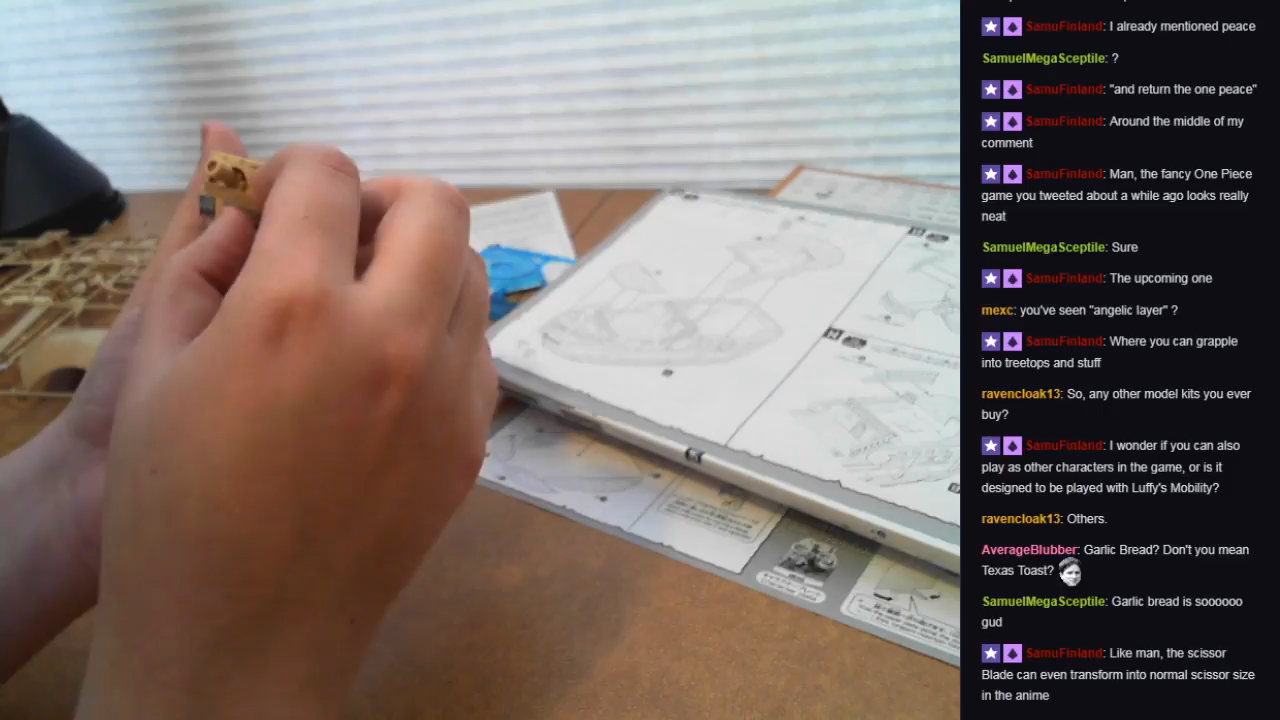 SamuFinland: I already mentioned peace
SamuelMegaSceptile: ?
SamuFinland: "and return the one peace"
SamuFinland: Around the middle of my
comment
SamuFinland: Man, the fancy One Piece
game you tweeted about a while ago looks really
neat
SamuelMegaSceptile: Sure
SamuFinland: The upcoming one
mexc: you've seen "angelic layer" ?
SamuFinland: Where you can grapple
into treetops and stuff
ravencloak13: So, any other model kits you ever
buy?
SamuFinland: I wonder if you can also
play as other characters in the game, or is it
designed to be played with Luffy's Mobility?
ravencloak13: Others.
AverageBlubber: Garlic Bread? Don't you mean
Texas Toast?
SamuelMegaSceptile: Garlic bread is soooooo
gud
SamuFinland: Like man, the scissor
Blade can even transform into normal scissor size
in the anime